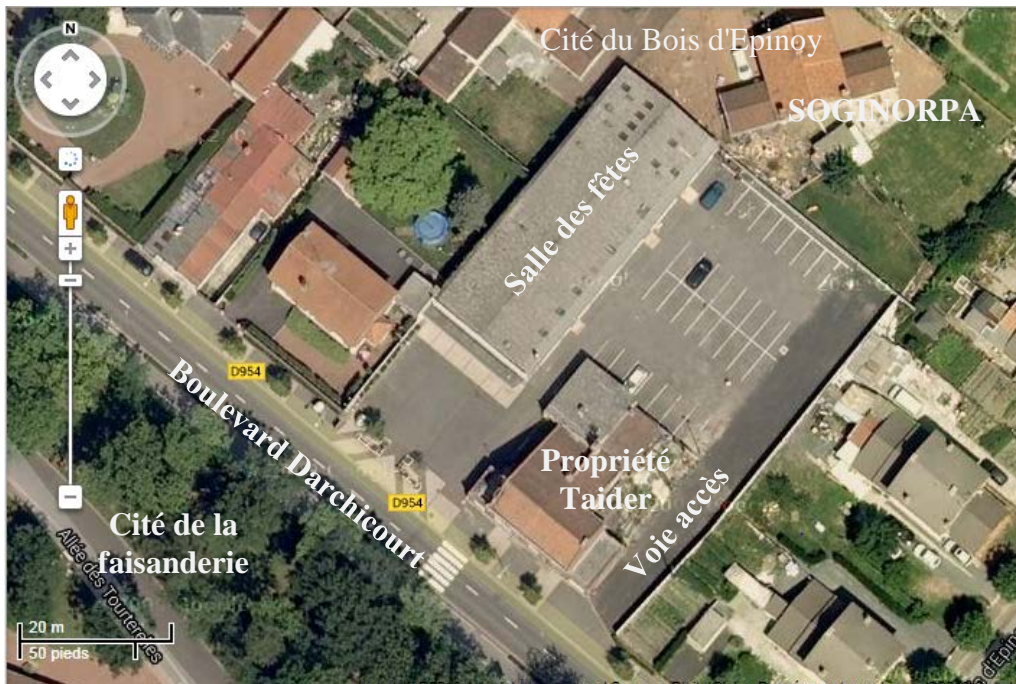 N
Cité du Bois d'Epinoy
SOGINORPA
Salle des fêtes
D954
Boulevard Darchicourt
D954
Propriété
Taider
Voie accès
Cité de la
faisanderie
Allée des Tourterelles
20 m
50 pieds
d'Epinoy